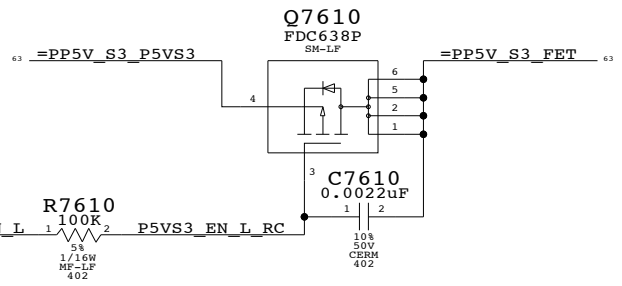 Q7610
FDC638P
SM-LF
63 =PP5V_S3_P5VS3
=PP5V_S3_FET 63
6
5
4
2
1
3
C7610
0.0022uF
1 2
10%
50V
CERM
402
R7610
100K
_L 1 2 P5VS3_EN_L_RC
5%
1/16W
MF-LF
402